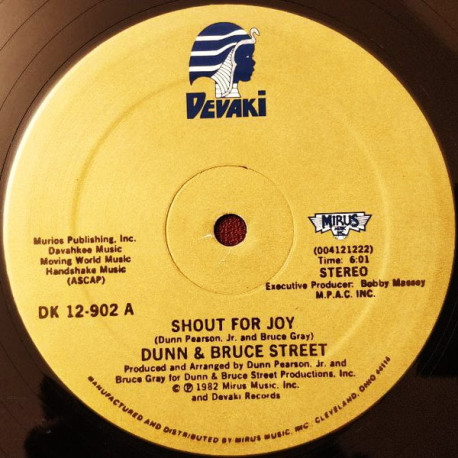 DEVAKI
Murios Publishing, Inc.
Davahkee Music
Moving World Music
Handshake Music
(ASCAP)
DK 12-902 A
MIRUS
MUSIC
INC.
(004121222)
Time: 6:01
STEREO
Executive Producer: Bobby Massey
M.P.A.C. INC.
SHOUT FOR JOY
(Dunn Pearson, Jr. and Bruce Gray)
DUNN & BRUCE STREET
Produced and Arranged by Dunn Pearson, Jr. and
Bruce Gray for Dunn & Bruce Street Productions, Inc.
© ℗ 1982 Mirus Music, Inc.
and Devaki Records
MANUFACTURED AND DISTRIBUTED BY MIRUS MUSIC, INC. CLEVELAND, OHIO 44114